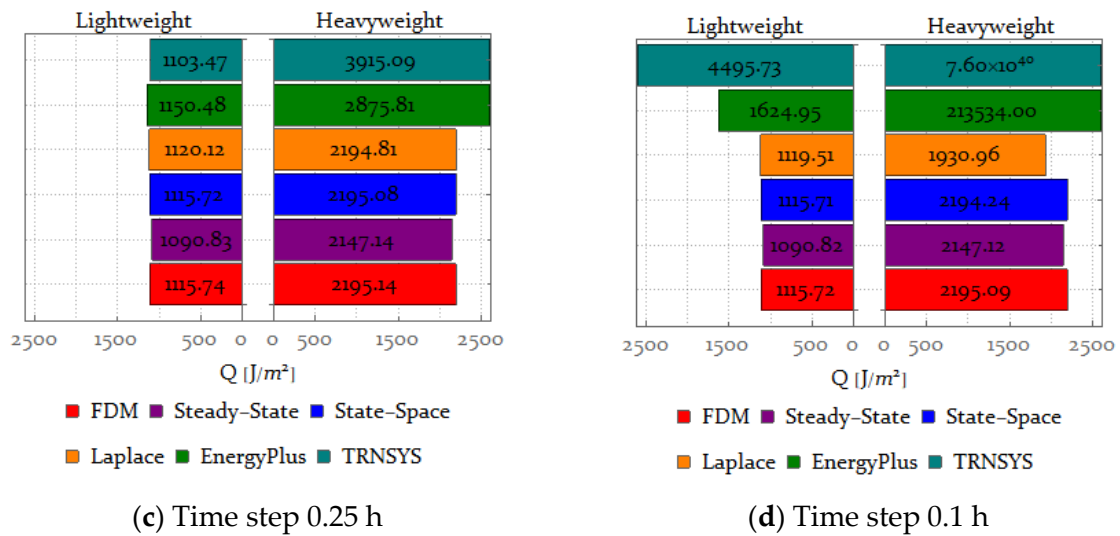 Lightweight Heavyweight
1103.47 3915.09
1150.48 2875.81
1120.12 2194.81
1115.72 2195.08
1090.83 2147.14
1115.74 2195.14
2500 1500 500 0 0 500 1500 2500
Q [J/m²]
FDM Steady-State State-Space
Laplace EnergyPlus TRNSYS
(c) Time step 0.25 h
Lightweight Heavyweight
4495.73 7.60×10⁴⁰
1624.95 213534.00
1119.51 1930.96
1115.71 2194.24
1090.82 2147.12
1115.72 2195.09
2500 1500 500 0 0 500 1500 2500
Q [J/m²]
FDM Steady-State State-Space
Laplace EnergyPlus TRNSYS
(d) Time step 0.1 h